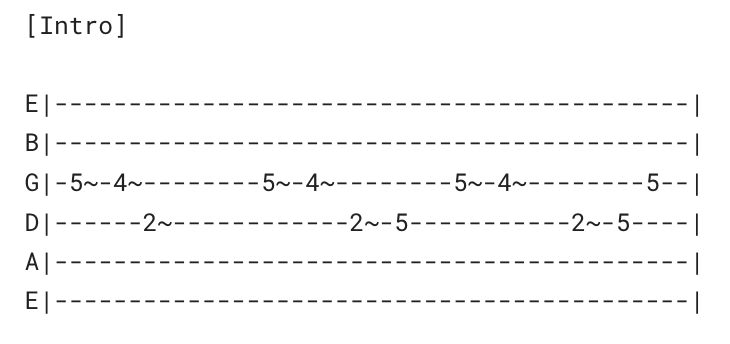 [Intro]
E|-------------------------------------------|
B|-------------------------------------------|
G|-5~-4~--------5~-4~--------5~-4~--------5--|
D|------2~------------2~-5-----------2~-5----|
A|-------------------------------------------|
E|-------------------------------------------|